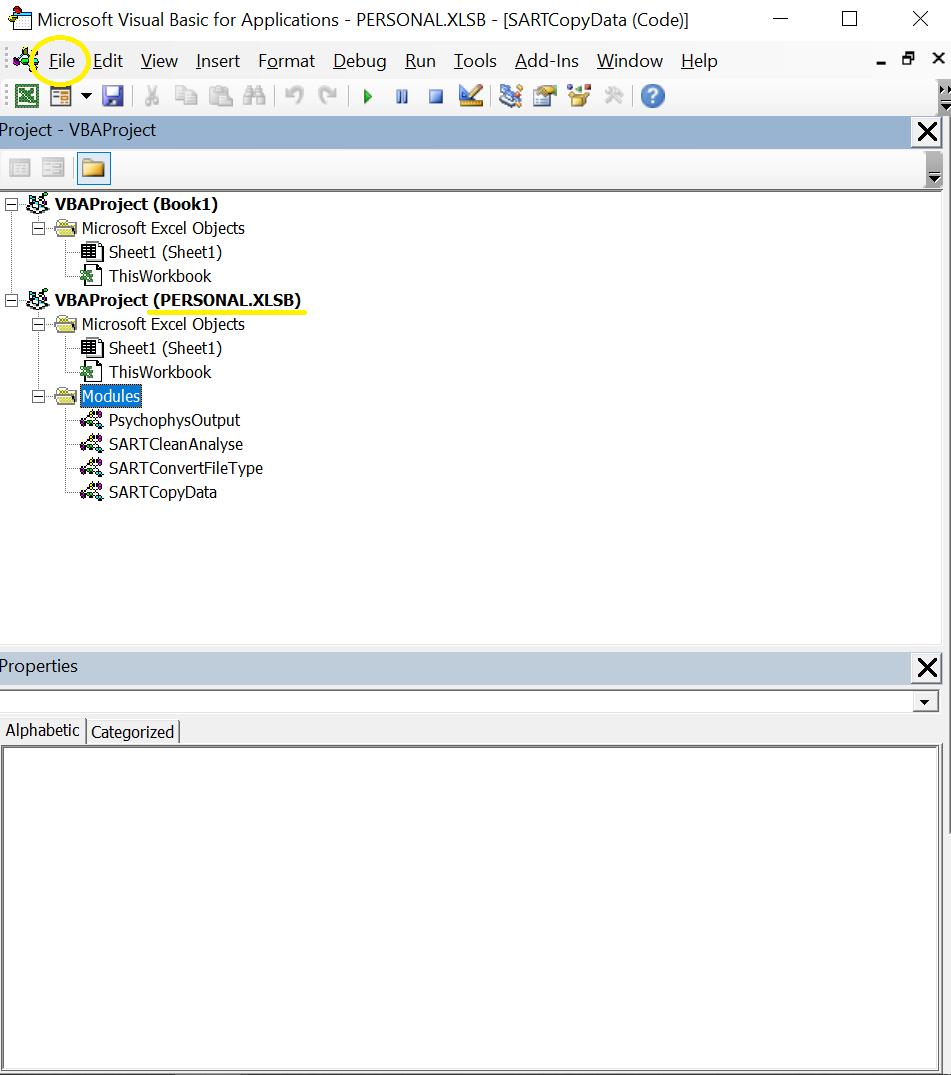 Microsoft Visual Basic for Applications - PERSONAL.XLSB - [SARTCopyData (Code)]
File Edit View Insert Format Debug Run Tools Add-Ins Window Help
Project - VBAProject
VBAProject (Book1)
Microsoft Excel Objects
Sheet1 (Sheet1)
ThisWorkbook
VBAProject (PERSONAL.XLSB)
Microsoft Excel Objects
Sheet1 (Sheet1)
ThisWorkbook
Modules
PsychophysOutput
SARTCleanAnalyse
SARTConvertFileType
SARTCopyData
Properties
Alphabetic Categorized